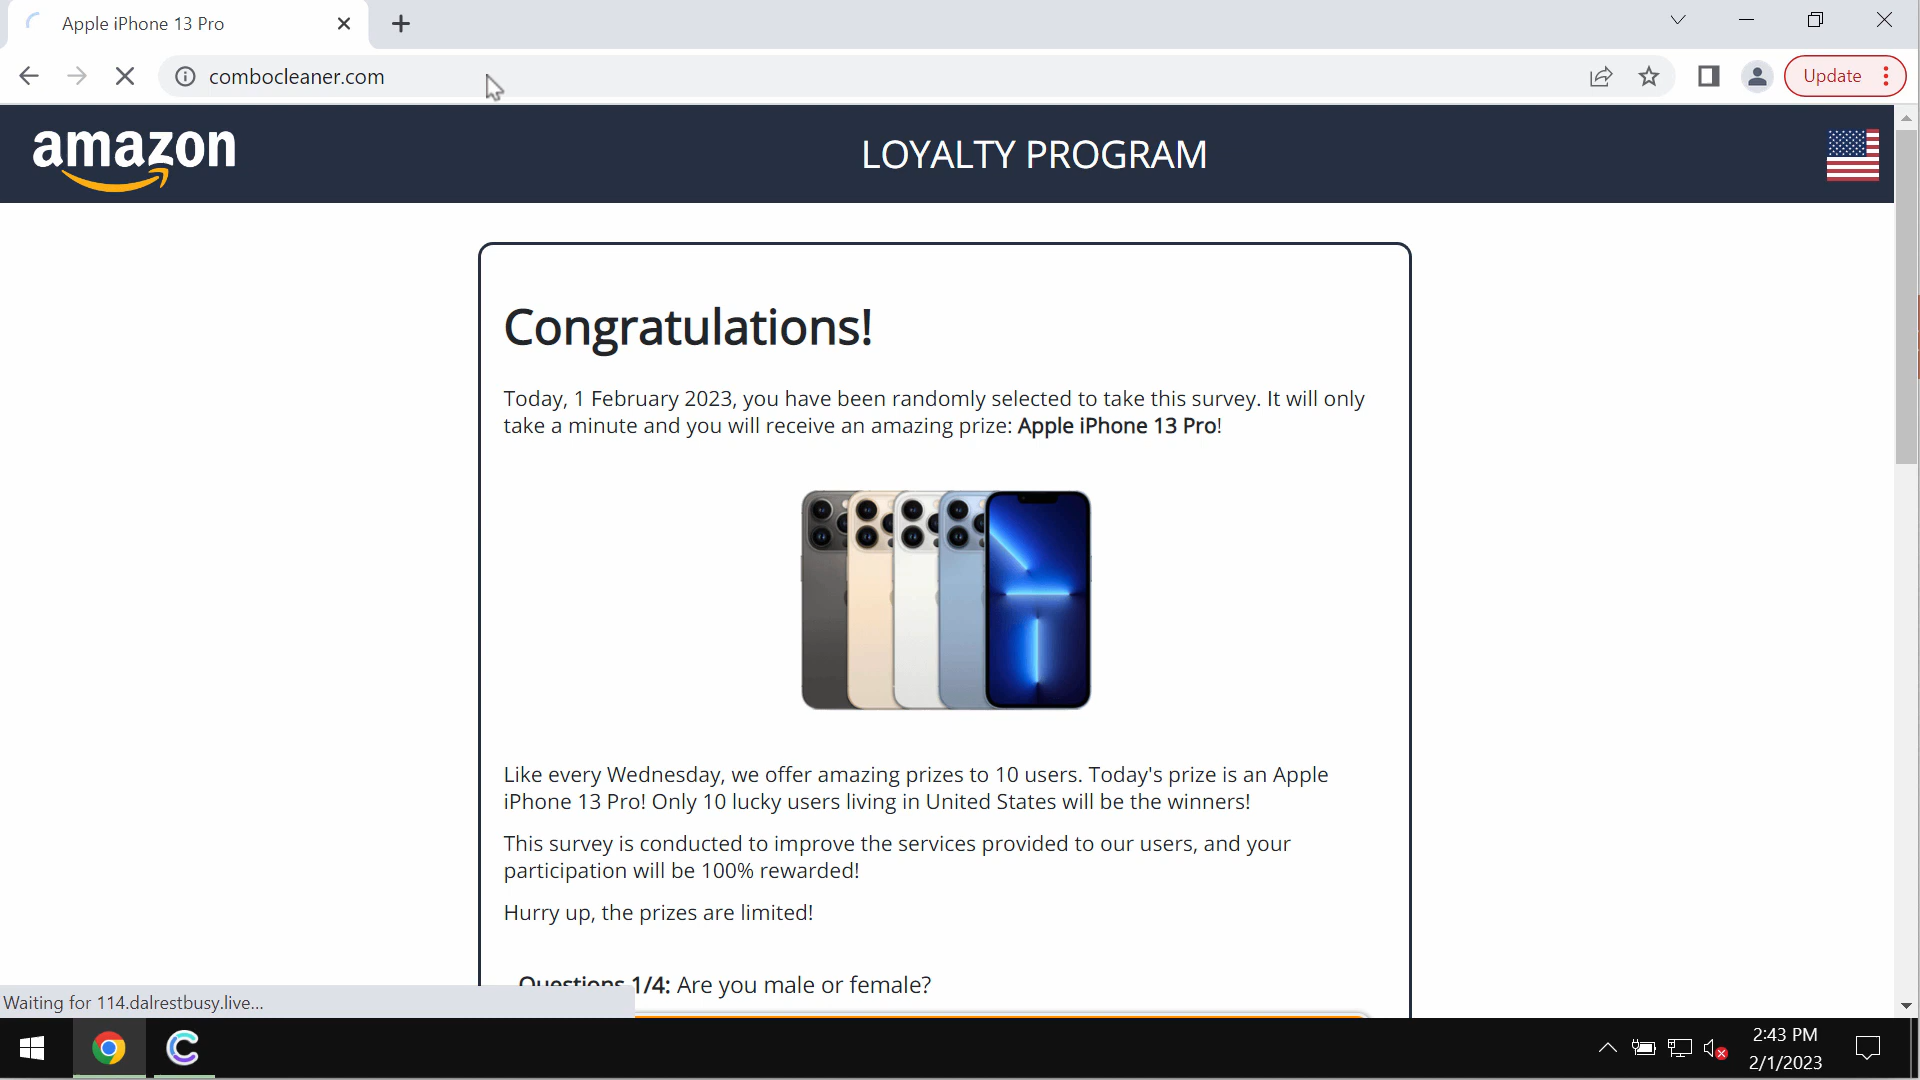 Apple iPhone 13 Pro
combocleaner.com
Update
amazon
LOYALTY PROGRAM
Congratulations!
Today, 1 February 2023, you have been randomly selected to take this survey. It will only
take a minute and you will receive an amazing prize: Apple iPhone 13 Pro!
Like every Wednesday, we offer amazing prizes to 10 users. Today's prize is an Apple
iPhone 13 Pro! Only 10 lucky users living in United States will be the winners!
This survey is conducted to improve the services provided to our users, and your
participation will be 100% rewarded!
Hurry up, the prizes are limited!
Questions 1/4: Are you male or female?
Waiting for 114.dalrestbusy.live...
2:43 PM
2/1/2023